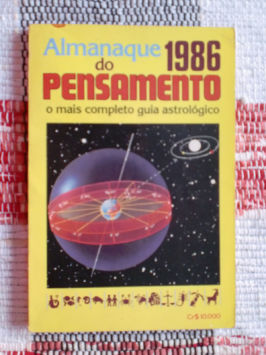 Almanaque 1986
do
PENSAMENTO
o mais completo guia astrológico
Cr$ 10.000